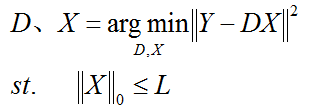 D、X = arg min‖Y − DX‖²
D,X
st. ‖X‖₀ ≤ L